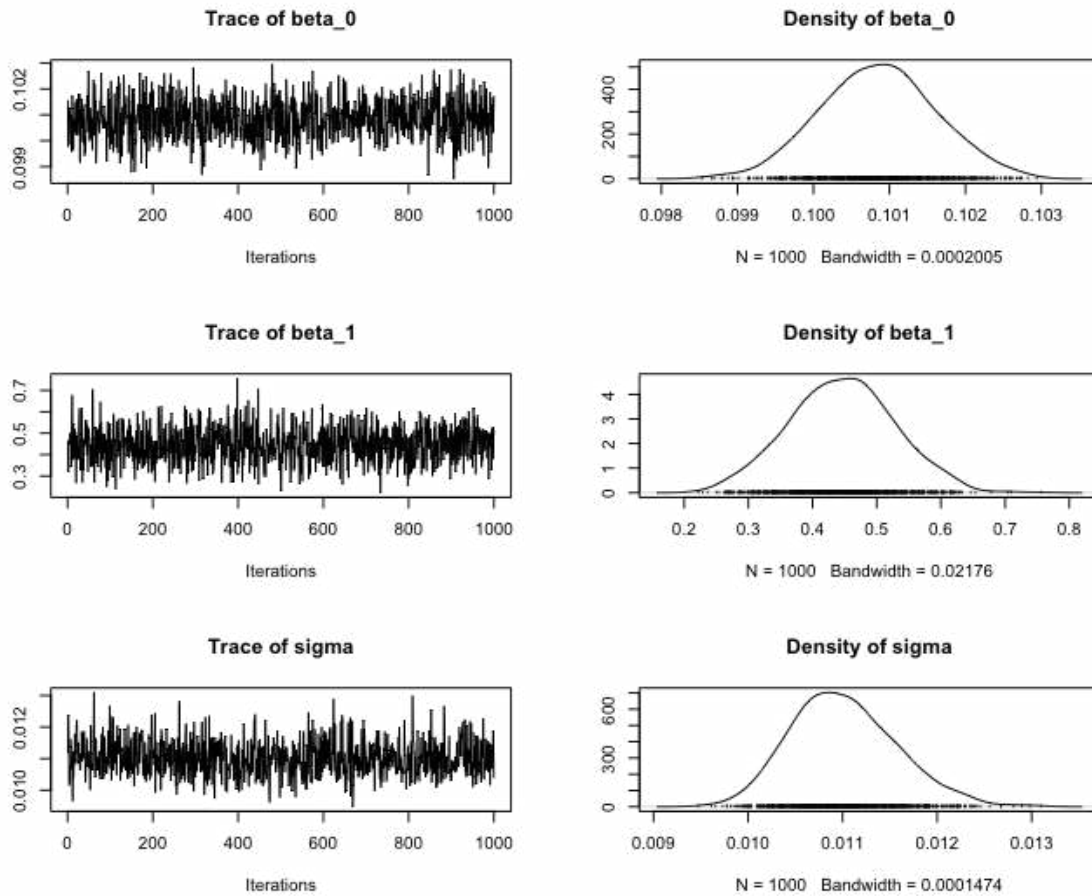 Trace of beta_0
0.099 0.102
0 200 400 600 800 1000
Iterations
Density of beta_0
0 200 400
0.098 0.099 0.100 0.101 0.102 0.103
N = 1000 Bandwidth = 0.0002005
Trace of beta_1
0.3 0.5 0.7
0 200 400 600 800 1000
Iterations
Density of beta_1
0 1 2 3 4
0.2 0.3 0.4 0.5 0.6 0.7 0.8
N = 1000 Bandwidth = 0.02176
Trace of sigma
0.010 0.012
0 200 400 600 800 1000
Iterations
Density of sigma
0 300 600
0.009 0.010 0.011 0.012 0.013
N = 1000 Bandwidth = 0.0001474